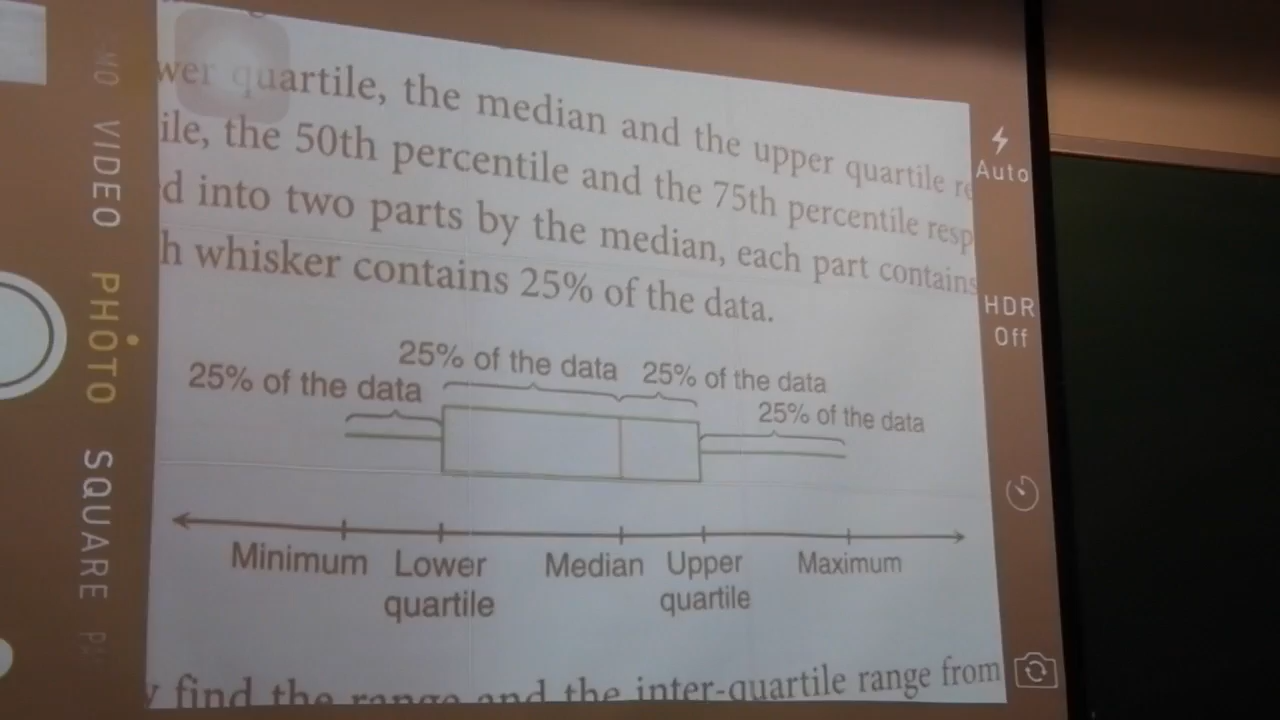 quartile, the median and the upper quartile
ile, the 50th percentile and the 75th percentile resp
d into two parts by the median, each part contains
h whisker contains 25% of the data.
25% of the data
25% of the data
25% of the data
25% of the data
Minimum
Lower
quartile
Median
Upper
quartile
Maximum
find the range and the inter-quartile range from
VIDEO
PHOTO
SQUARE
Auto
HDR
Off